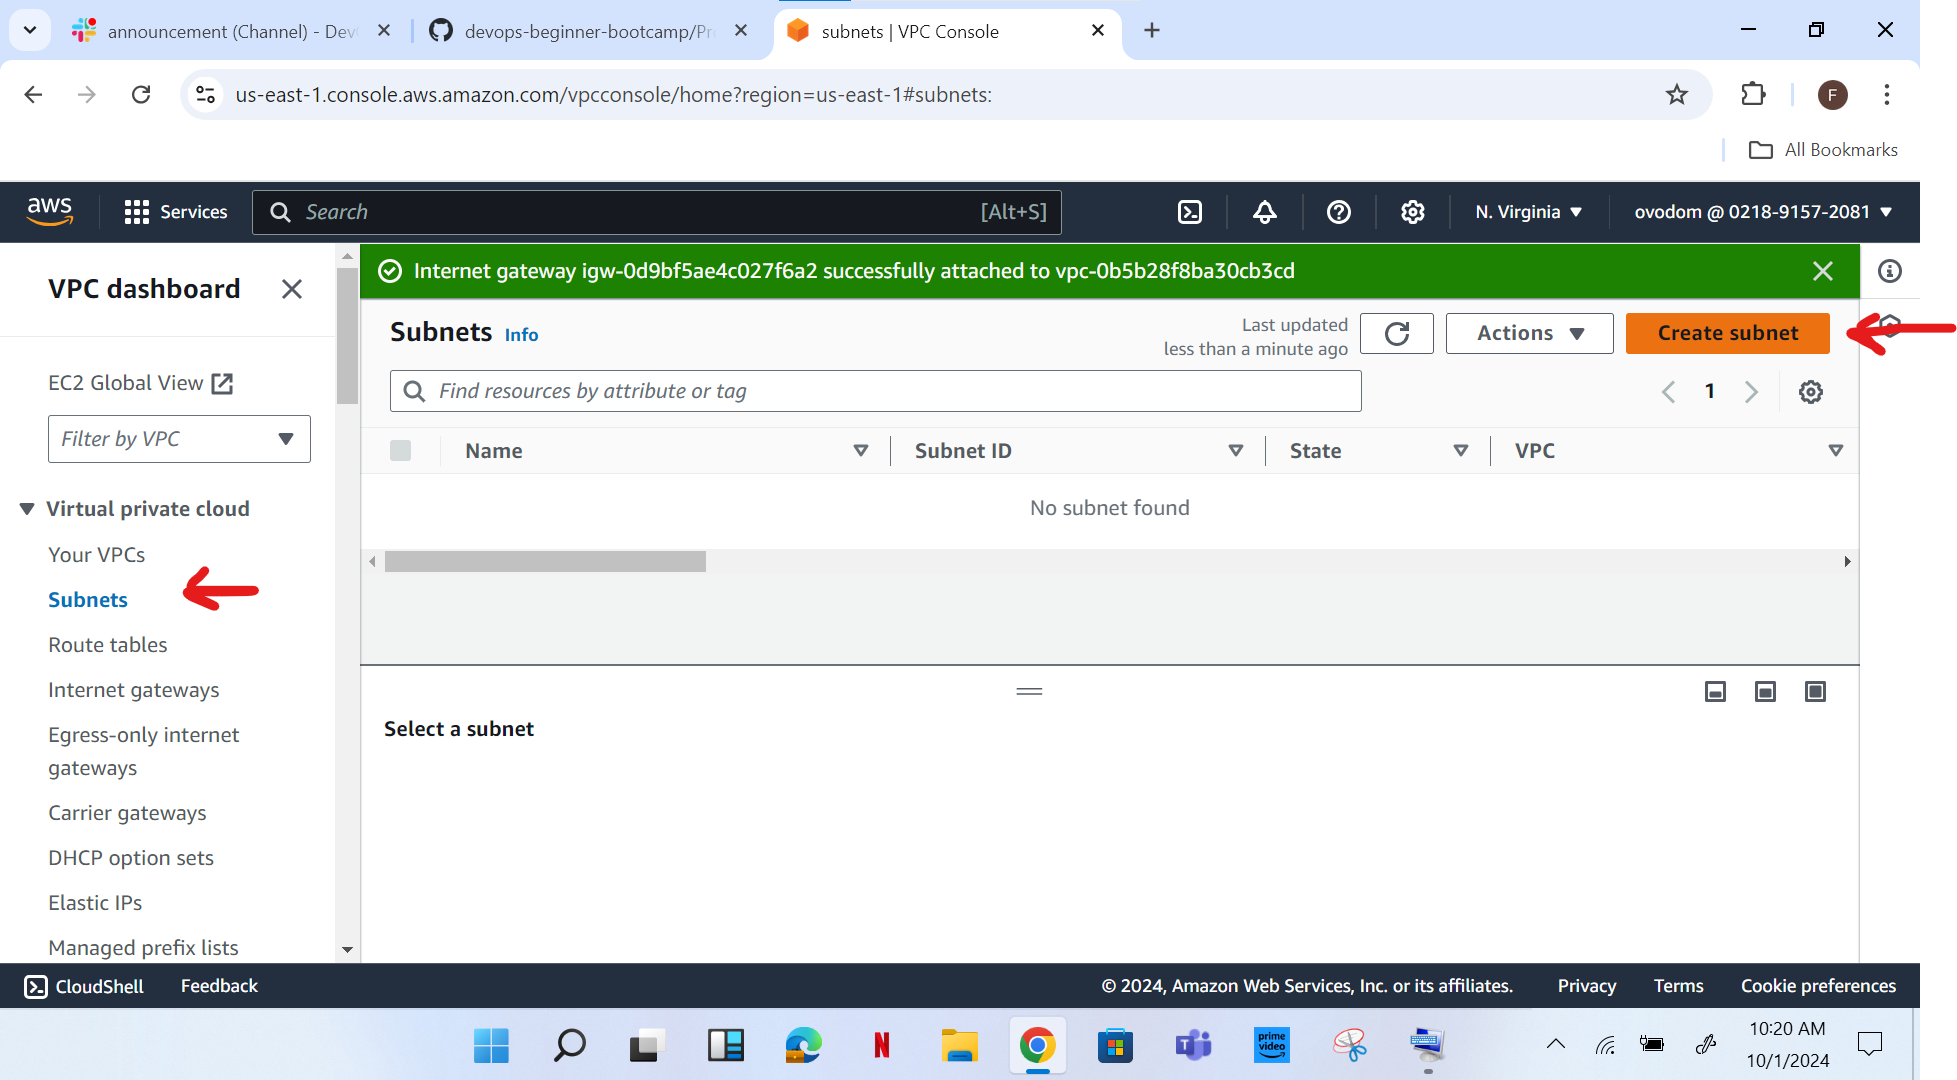 announcement (Channel) - Dev
devops-beginner-bootcamp/Pr
subnets | VPC Console
us-east-1.console.aws.amazon.com/vpcconsole/home?region=us-east-1#subnets:
F
All Bookmarks
aws
Services
Search
[Alt+S]
N. Virginia
ovodom @ 0218-9157-2081
VPC dashboard
Internet gateway igw-0d9bf5ae4c027f6a2 successfully attached to vpc-0b5b28f8ba30cb3cd
Subnets Info
Last updated
less than a minute ago
Actions
Create subnet
EC2 Global View
Find resources by attribute or tag
1
Filter by VPC
Name
Subnet ID
State
VPC
No subnet found
Virtual private cloud
Your VPCs
Subnets
Route tables
Internet gateways
Egress-only internet
gateways
Carrier gateways
DHCP option sets
Elastic IPs
Managed prefix lists
Select a subnet
CloudShell
Feedback
© 2024, Amazon Web Services, Inc. or its affiliates.
Privacy
Terms
Cookie preferences
N
prime
video
10:20 AM
10/1/2024